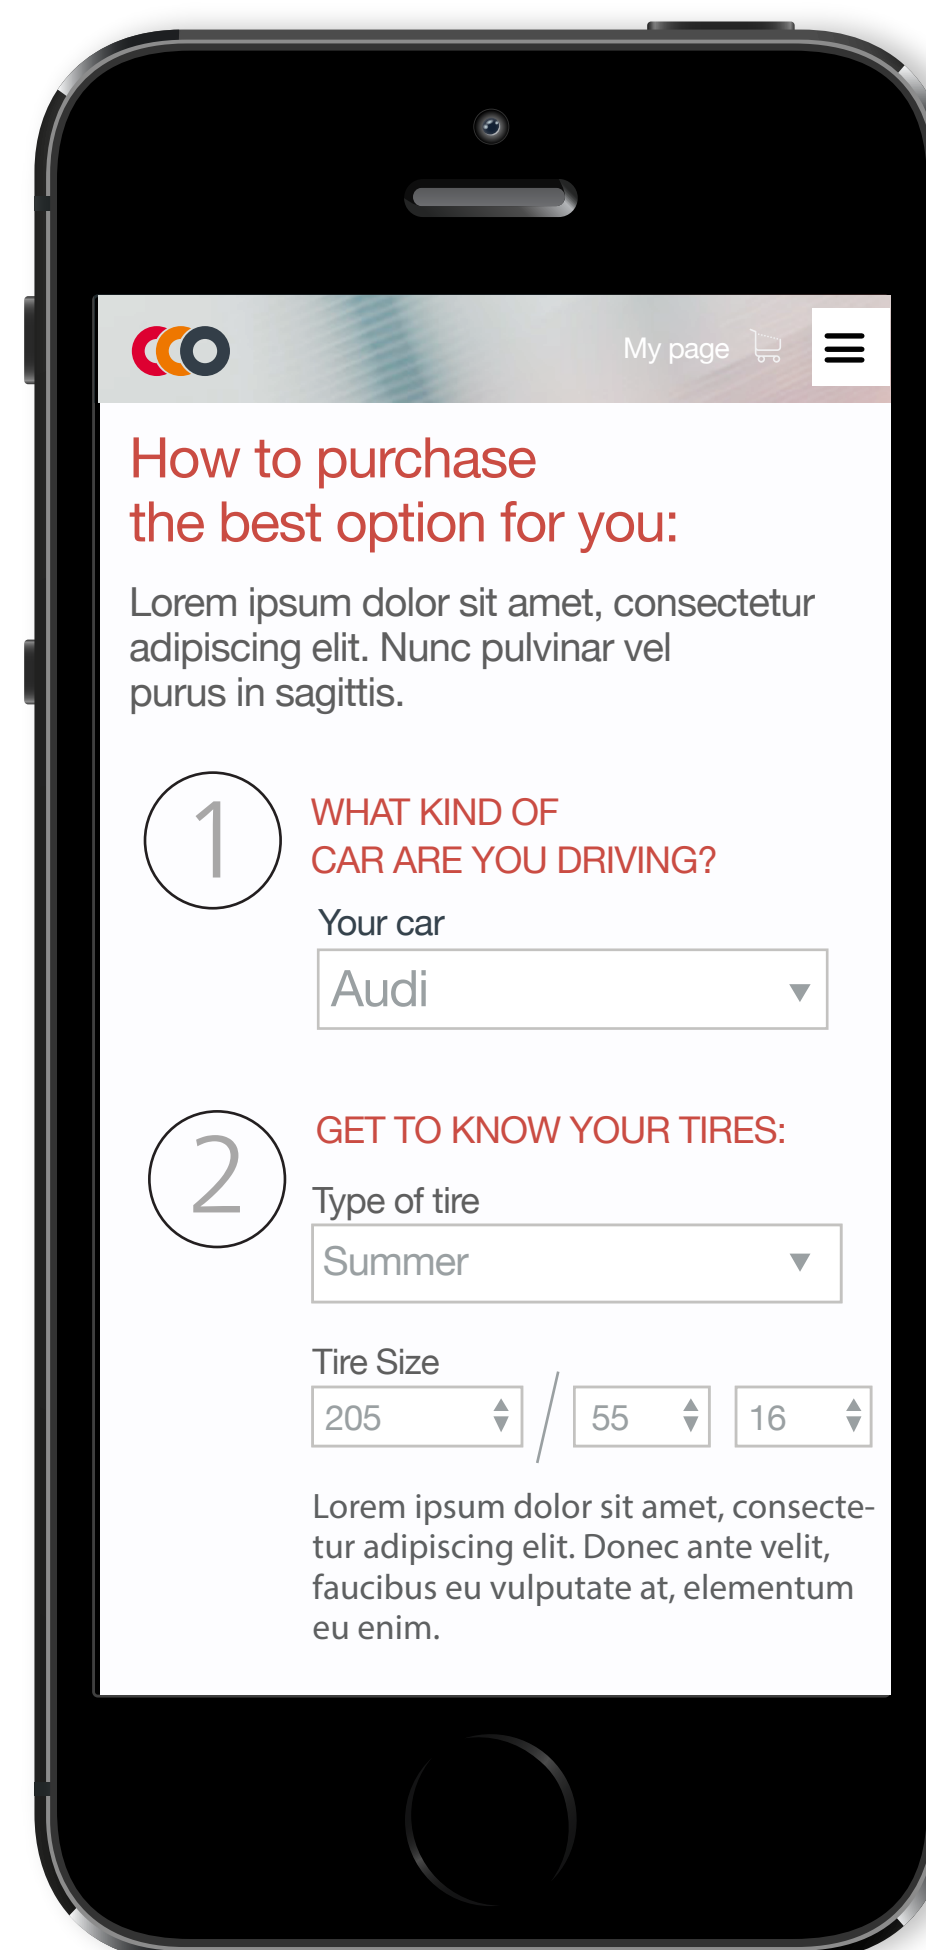 My page
How to purchase
the best option for you:
Lorem ipsum dolor sit amet, consectetur
adipiscing elit. Nunc pulvinar vel
purus in sagittis.
1
WHAT KIND OF
CAR ARE YOU DRIVING?
Your car
Audi
2
GET TO KNOW YOUR TIRES:
Type of tire
Summer
Tire Size
205 / 55 16
Lorem ipsum dolor sit amet, consecte-
tur adipiscing elit. Donec ante velit,
faucibus eu vulputate at, elementum
eu enim.